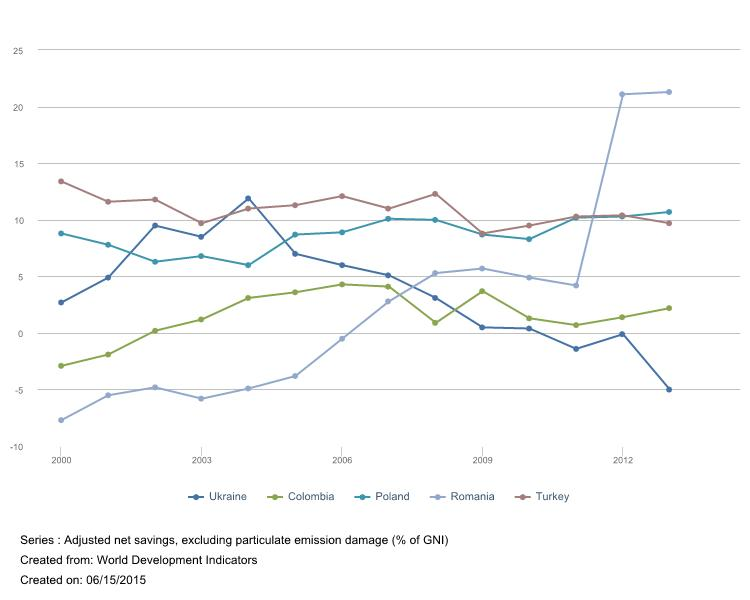 25
20
15
10
5
0
-5
-10
2000 2003 2006 2009 2012
Ukraine Colombia Poland Romania Turkey
Series : Adjusted net savings, excluding particulate emission damage (% of GNI)
Created from: World Development Indicators
Created on: 06/15/2015